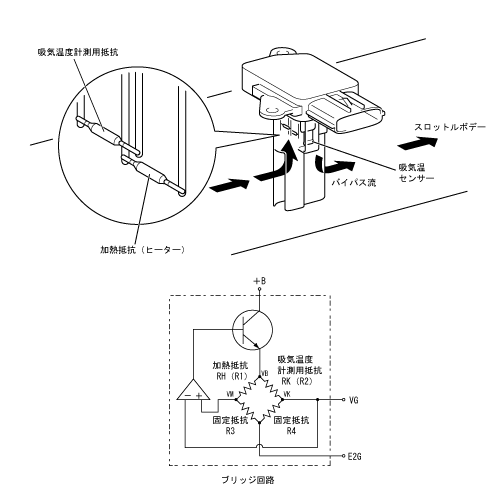 吸気温度計測用抵抗
スロットルボデー
吸気温
センサー
バイパス流
加熱抵抗（ヒーター）
+B
加熱抵抗
RH（R1）
吸気温度
計測用抵抗
RK（R2）
VB
VM
VK
- +
VG
固定抵抗
R3
固定抵抗
R4
E2G
ブリッジ回路